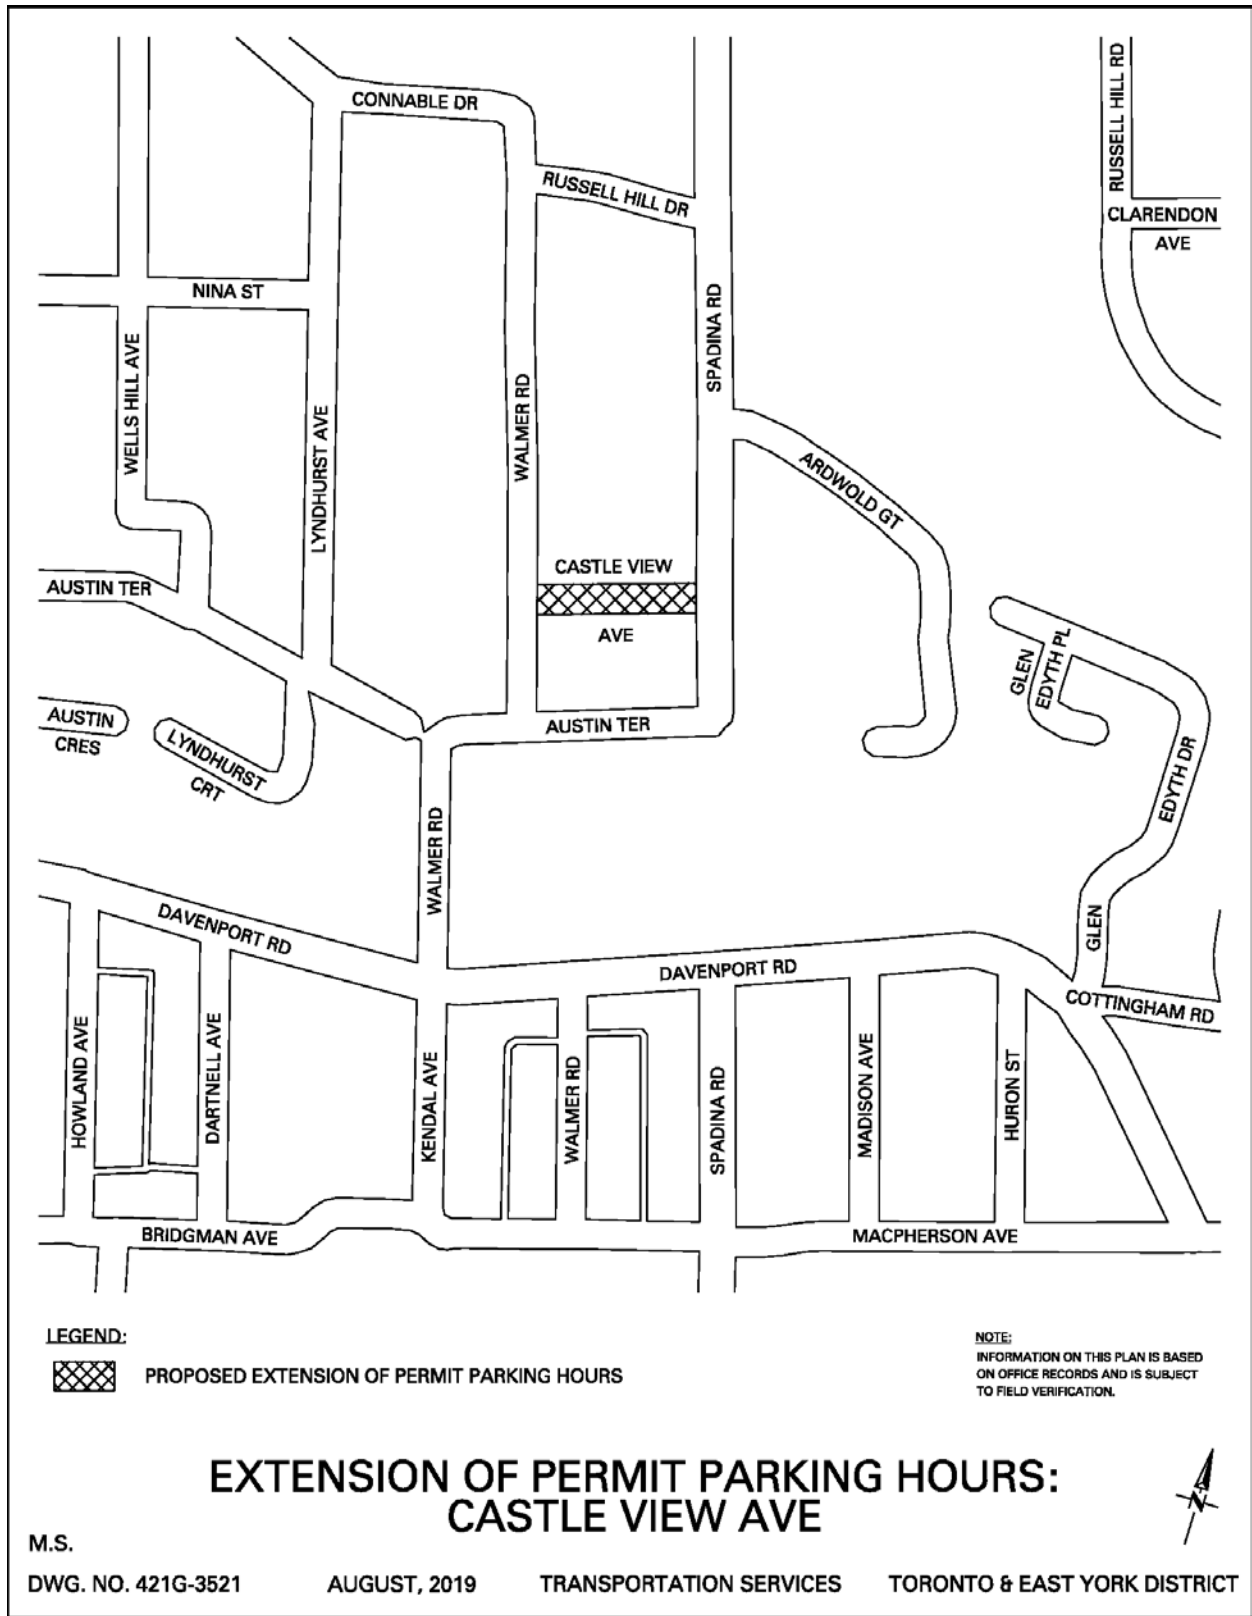 CONNABLE DR
RUSSELL HILL RD
RUSSELL HILL DR
CLARENDON
AVE
NINA ST
SPADINA RD
WELLS HILL AVE
WALMER RD
LYNDHURST AVE
ARDWOLD GT
CASTLE VIEW
AVE
AUSTIN TER
GLEN
EDYTH PL
AUSTIN
CRES
LYNDHURST
CRT
AUSTIN TER
EDYTH DR
GLEN
WALMER RD
DAVENPORT RD
DAVENPORT RD
COTTINGHAM RD
HOWLAND AVE
DARTNELL AVE
KENDAL AVE
WALMER RD
SPADINA RD
MADISON AVE
HURON ST
BRIDGMAN AVE
MACPHERSON AVE
LEGEND:
PROPOSED EXTENSION OF PERMIT PARKING HOURS
NOTE:
INFORMATION ON THIS PLAN IS BASED
ON OFFICE RECORDS AND IS SUBJECT
TO FIELD VERIFICATION.
EXTENSION OF PERMIT PARKING HOURS:
CASTLE VIEW AVE
N
M.S.
DWG. NO. 421G-3521 AUGUST, 2019 TRANSPORTATION SERVICES TORONTO & EAST YORK DISTRICT